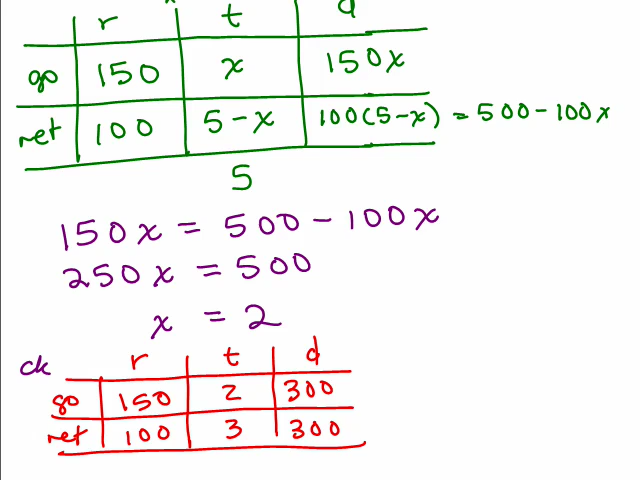 r t d
go 150 x 150x
ret 100 5-x 100(5-x) = 500-100x
5
150x = 500-100x
250x = 500
x = 2
ck r t d
go 150 2 300
ret 100 3 300